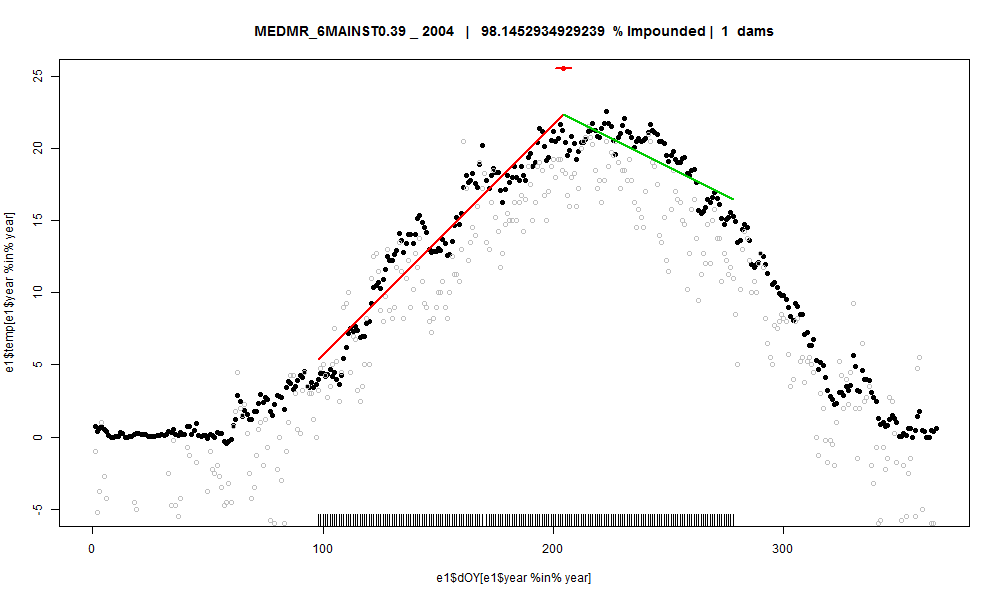 MEDMR_6MAINST0.39 _ 2004 | 98.1452934929239 % Impounded | 1 dams
e1$temp[e1$year %in% year]
25
20
15
10
5
0
-5
0 100 200 300
e1$dOY[e1$year %in% year]